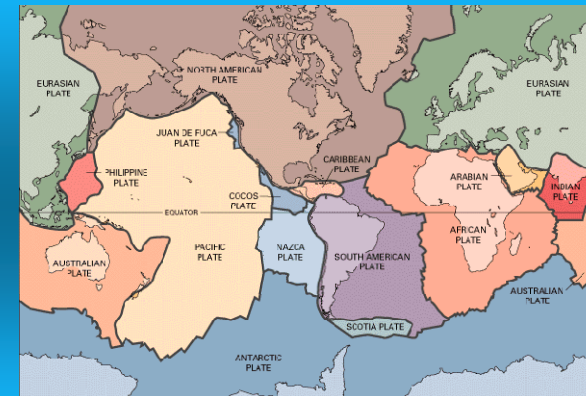 NORTH AMERICAN
PLATE
EURASIAN
PLATE
EURASIAN
PLATE
JUAN DE FUCA
PLATE
CARIBBEAN
PLATE
PHILIPPINE
PLATE
ARABIAN
PLATE
INDIAN
PLATE
COCOS
PLATE
EQUATOR
AFRICAN
PLATE
PACIFIC
PLATE
NAZCA
PLATE
SOUTH AMERICAN
PLATE
AUSTRALIAN
PLATE
AUSTRALIAN
PLATE
SCOTIA PLATE
ANTARCTIC
PLATE